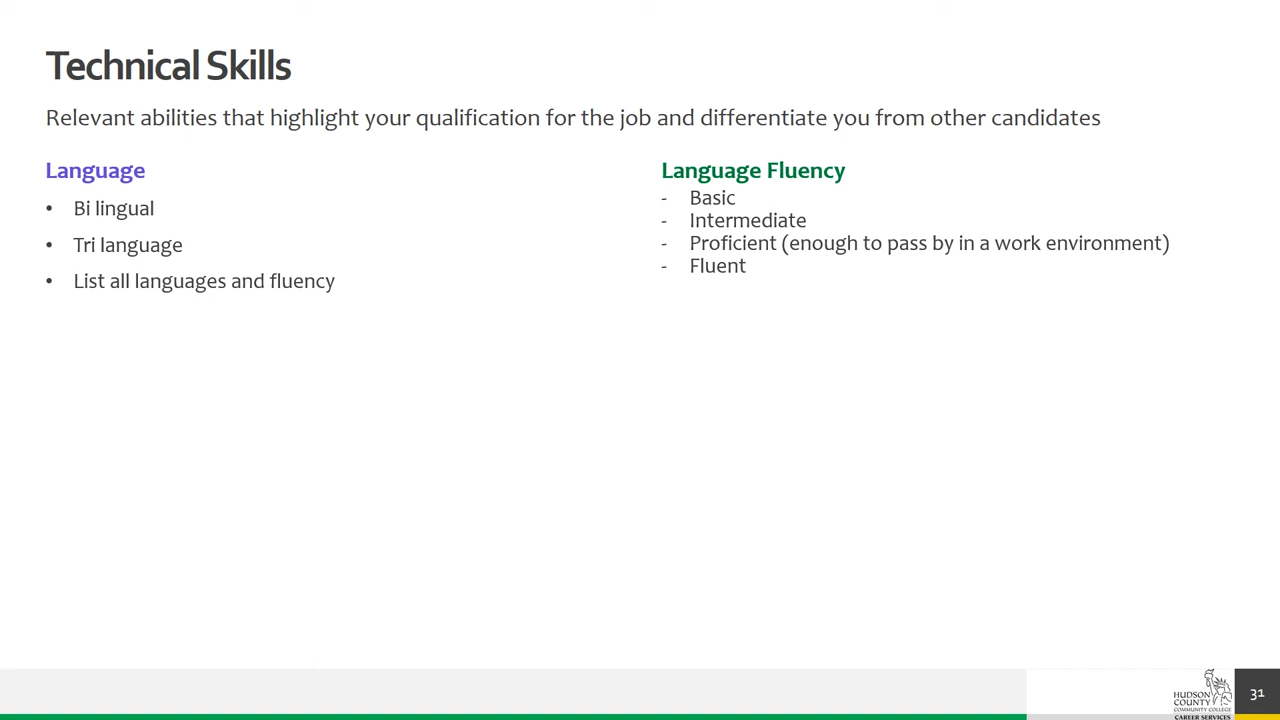 Technical Skills
Relevant abilities that highlight your qualification for the job and differentiate you from other candidates
Language
• Bi lingual
• Tri language
• List all languages and fluency
Language Fluency
- Basic
- Intermediate
- Proficient (enough to pass by in a work environment)
- Fluent
HUDSON
COUNTY
COMMUNITY COLLEGE
CAREER SERVICES
31